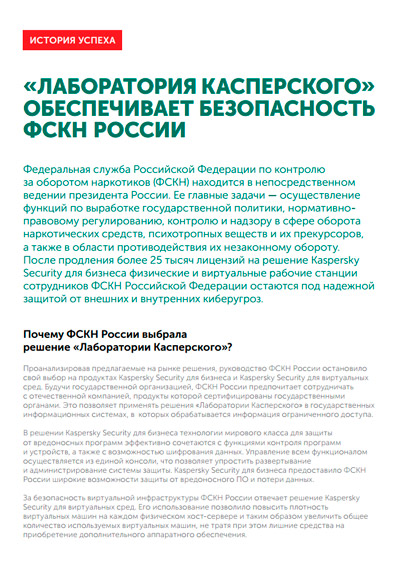 ИСТОРИЯ УСПЕХА
«ЛАБОРАТОРИЯ КАСПЕРСКОГО»
ОБЕСПЕЧИВАЕТ БЕЗОПАСНОСТЬ
ФСКН РОССИИ
Федеральная служба Российской Федерации по контролю
за оборотом наркотиков (ФСКН) находится в непосредственном
ведении президента России. Ее главные задачи — осуществление
функций по выработке государственной политики, нормативно-
правовому регулированию, контролю и надзору в сфере оборота
наркотических средств, психотропных веществ и их прекурсоров,
а также в области противодействия их незаконному обороту.
После продления более 25 тысяч лицензий на решение Kaspersky
Security для бизнеса физические и виртуальные рабочие станции
сотрудников ФСКН Российской Федерации остаются под надежной
защитой от внешних и внутренних киберугроз.
Почему ФСКН России выбрала
решение «Лаборатории Касперского»?
Проанализировав предлагаемые на рынке решения, руководство ФСКН России остановило
свой выбор на продуктах Kaspersky Security для бизнеса и Kaspersky Security для виртуальных
сред. Будучи государственной организацией, ФСКН России предпочитает сотрудничать
с отечественной компанией, продукты которой сертифицированы государственными
органами. Это позволяет применять решения «Лаборатории Касперского» в государственных
информационных системах, в которых обрабатывается информация ограниченного доступа.
В решении Kaspersky Security для бизнеса технологии мирового класса для защиты
от вредоносных программ эффективно сочетаются с функциями контроля программ
и устройств, а также с возможностью шифрования данных. Управление всем функционалом
осуществляется из единой консоли, что позволяет упростить развертывание
и администрирование системы защиты. Kaspersky Security для бизнеса предоставило ФСКН
России широкие возможности защиты от вредоносного ПО и потери данных.
За безопасность виртуальной инфраструктуры ФСКН России отвечает решение Kaspersky
Security для виртуальных сред. Его использование позволило повысить плотность
виртуальных машин на каждом физическом хост-сервере и таким образом увеличить общее
количество используемых виртуальных машин, не тратя при этом лишние средства на
приобретение дополнительного аппаратного обеспечения.